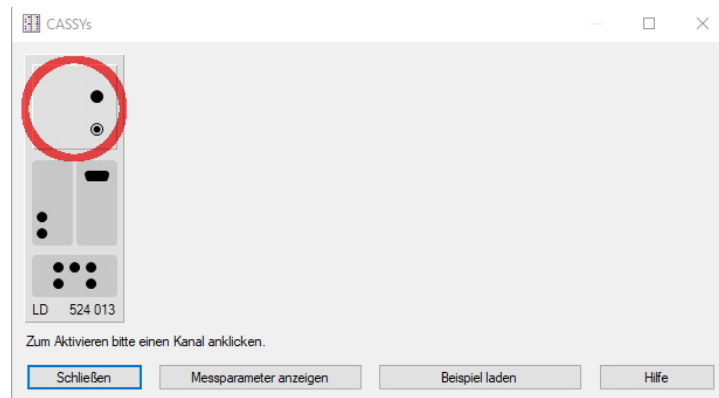 CASSYs
LD 524 013
Zum Aktivieren bitte einen Kanal anklicken.
Schließen Messparameter anzeigen Beispiel laden Hilfe